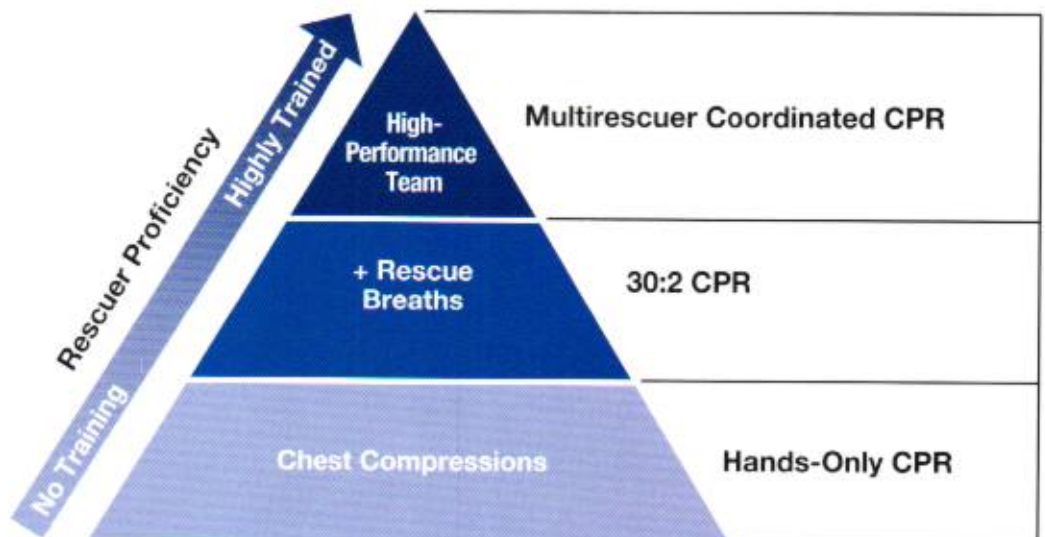 Rescuer Proficiency
No Training
Highly Trained
High-
Performance
Team
Multirescuer Coordinated CPR
+ Rescue
Breaths
30:2 CPR
Chest Compressions
Hands-Only CPR